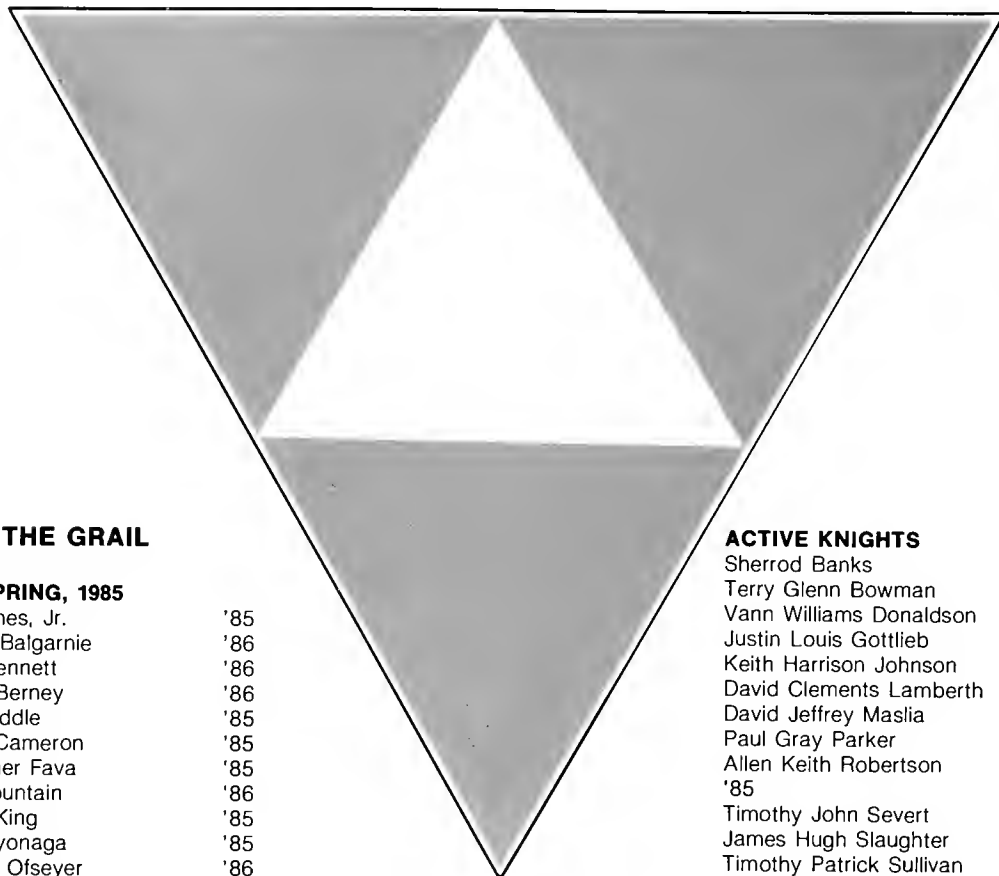 THE GRAIL
PRING, 1985
nes, Jr. '85
Balgarnie '86
ennett '86
Berney '86
ddle '85
Cameron '85
er Fava '85
ountain '86
King '85
yonaga '85
Ofseyer '86
ACTIVE KNIGHTS
Sherrod Banks
Terry Glenn Bowman
Vann Williams Donaldson
Justin Louis Gottlieb
Keith Harrison Johnson
David Clements Lamberth
David Jeffrey Maslia
Paul Gray Parker
Allen Keith Robertson
'85
Timothy John Severt
James Hugh Slaughter
Timothy Patrick Sullivan